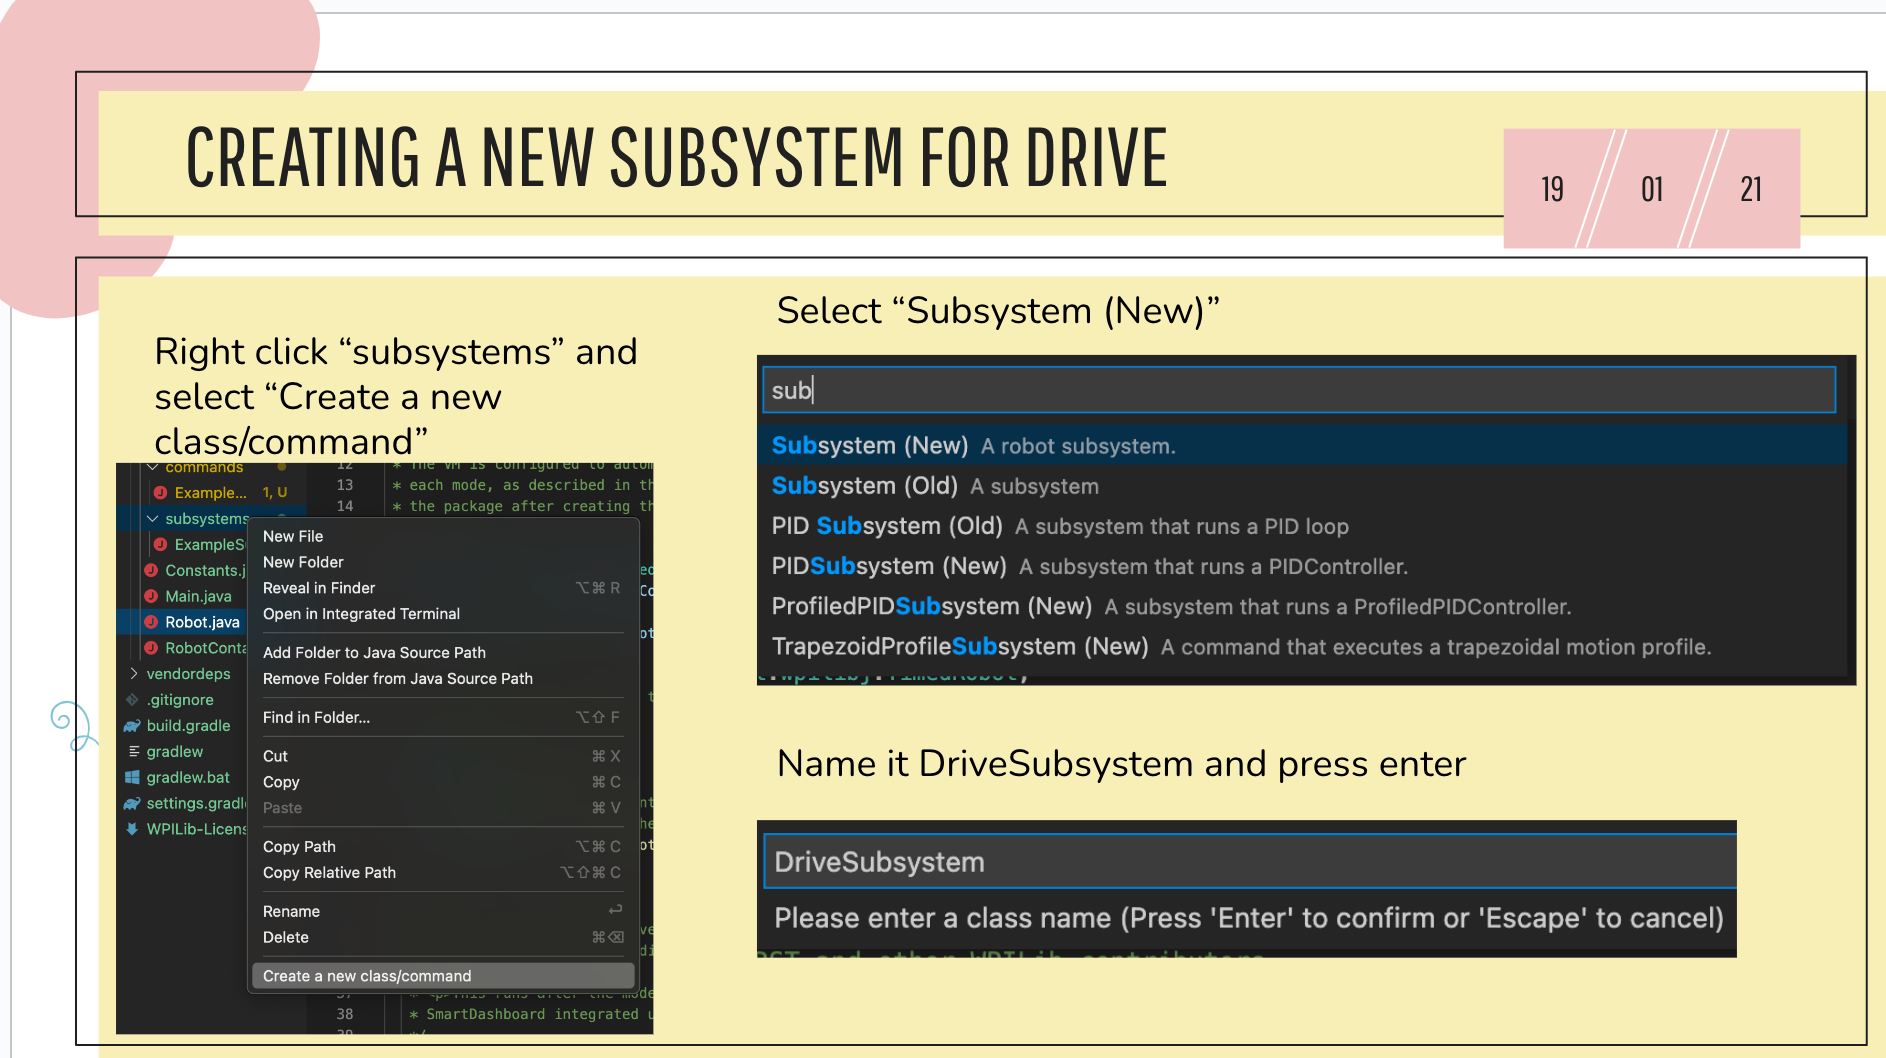 CREATING A NEW SUBSYSTEM FOR DRIVE
19 01 21
Right click “subsystems” and
select “Create a new
class/command”
commands
Example... 1, U
subsystems
Constants.j
Main.java
Robot.java
RobotConta
vendordeps
.gitignore
build.gradle
gradlew
gradlew.bat
settings.gradl
WPILib-Licens
12
13 * each mode, as described in th
14 * the package after creating th
New File
New Folder
Reveal in Finder ⌥⌘ R
Open in Integrated Terminal
Add Folder to Java Source Path
Remove Folder from Java Source Path
Find in Folder... ⌥⇧ F
Cut ⌘ X
Copy ⌘ C
Paste ⌘ V
Copy Path ⌥⌘ C
Copy Relative Path ⌥⇧⌘ C
Rename ⏎
Delete ⌘⌫
Create a new class/command
38 * SmartDashboard integrated u
Select “Subsystem (New)”
sub
Subsystem (New) A robot subsystem.
Subsystem (Old) A subsystem
PID Subsystem (Old) A subsystem that runs a PID loop
PIDSubsystem (New) A subsystem that runs a PIDController.
ProfiledPIDSubsystem (New) A subsystem that runs a ProfiledPIDController.
TrapezoidProfileSubsystem (New) A command that executes a trapezoidal motion profile.
Name it DriveSubsystem and press enter
DriveSubsystem
Please enter a class name (Press 'Enter' to confirm or 'Escape' to cancel)